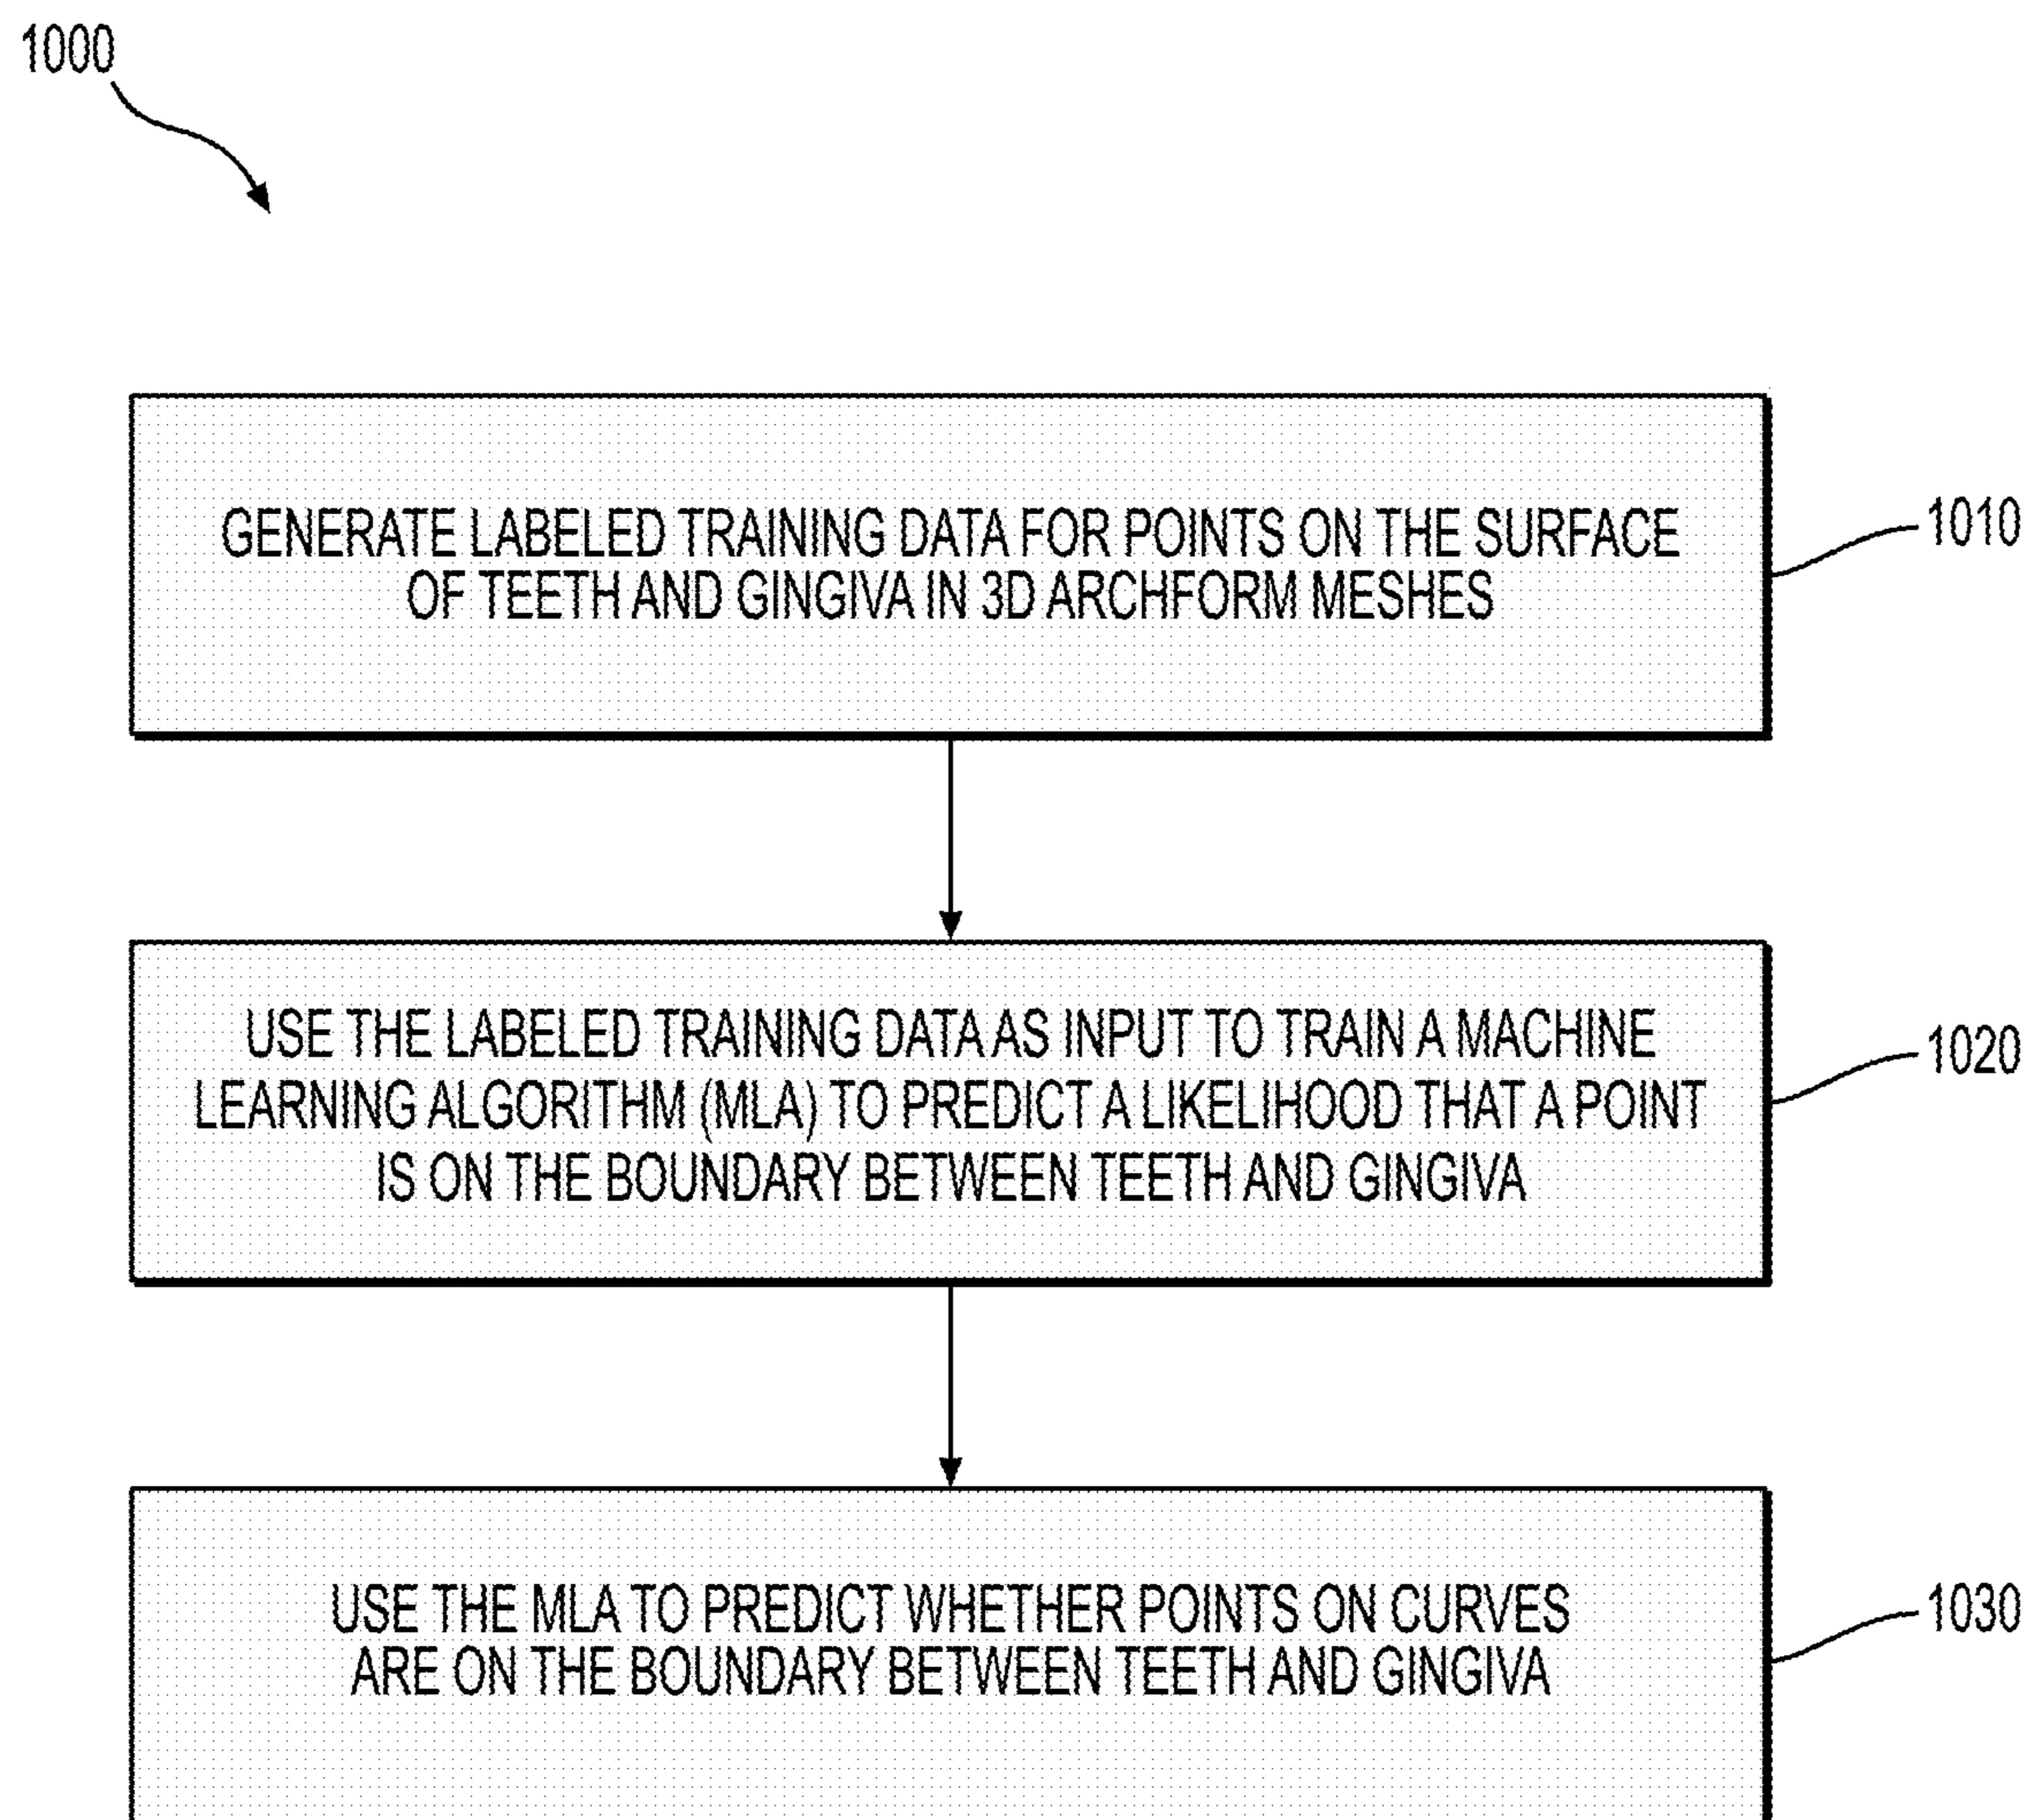 1000
GENERATE LABELED TRAINING DATA FOR POINTS ON THE SURFACE
OF TEETH AND GINGIVA IN 3D ARCHFORM MESHES
1010
USE THE LABELED TRAINING DATA AS INPUT TO TRAIN A MACHINE
LEARNING ALGORITHM (MLA) TO PREDICT A LIKELIHOOD THAT A POINT
IS ON THE BOUNDARY BETWEEN TEETH AND GINGIVA
1020
USE THE MLA TO PREDICT WHETHER POINTS ON CURVES
ARE ON THE BOUNDARY BETWEEN TEETH AND GINGIVA
1030